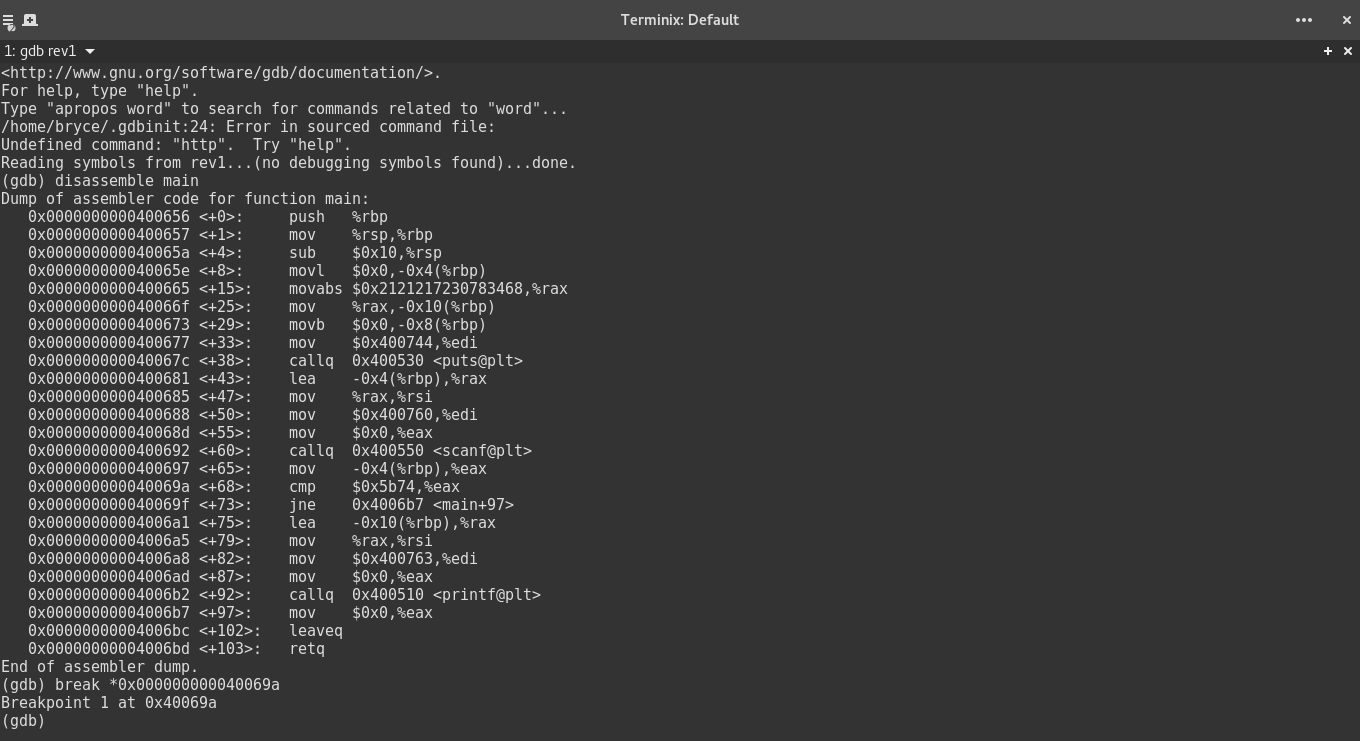 Terminix: Default
1: gdb rev1
<http://www.gnu.org/software/gdb/documentation/>.
For help, type "help".
Type "apropos word" to search for commands related to "word"...
/home/bryce/.gdbinit:24: Error in sourced command file:
Undefined command: "http".  Try "help".
Reading symbols from rev1...(no debugging symbols found)...done.
(gdb) disassemble main
Dump of assembler code for function main:
   0x0000000000400656 <+0>:     push   %rbp
   0x0000000000400657 <+1>:     mov    %rsp,%rbp
   0x000000000040065a <+4>:     sub    $0x10,%rsp
   0x000000000040065e <+8>:     movl   $0x0,-0x4(%rbp)
   0x0000000000400665 <+15>:    movabs $0x2121217230783468,%rax
   0x000000000040066f <+25>:    mov    %rax,-0x10(%rbp)
   0x0000000000400673 <+29>:    movb   $0x0,-0x8(%rbp)
   0x0000000000400677 <+33>:    mov    $0x400744,%edi
   0x000000000040067c <+38>:    callq  0x400530 <puts@plt>
   0x0000000000400681 <+43>:    lea    -0x4(%rbp),%rax
   0x0000000000400685 <+47>:    mov    %rax,%rsi
   0x0000000000400688 <+50>:    mov    $0x400760,%edi
   0x000000000040068d <+55>:    mov    $0x0,%eax
   0x0000000000400692 <+60>:    callq  0x400550 <scanf@plt>
   0x0000000000400697 <+65>:    mov    -0x4(%rbp),%eax
   0x000000000040069a <+68>:    cmp    $0x5b74,%eax
   0x000000000040069f <+73>:    jne    0x4006b7 <main+97>
   0x00000000004006a1 <+75>:    lea    -0x10(%rbp),%rax
   0x00000000004006a5 <+79>:    mov    %rax,%rsi
   0x00000000004006a8 <+82>:    mov    $0x400763,%edi
   0x00000000004006ad <+87>:    mov    $0x0,%eax
   0x00000000004006b2 <+92>:    callq  0x400510 <printf@plt>
   0x00000000004006b7 <+97>:    mov    $0x0,%eax
   0x00000000004006bc <+102>:   leaveq
   0x00000000004006bd <+103>:   retq
End of assembler dump.
(gdb) break *0x000000000040069a
Breakpoint 1 at 0x40069a
(gdb)